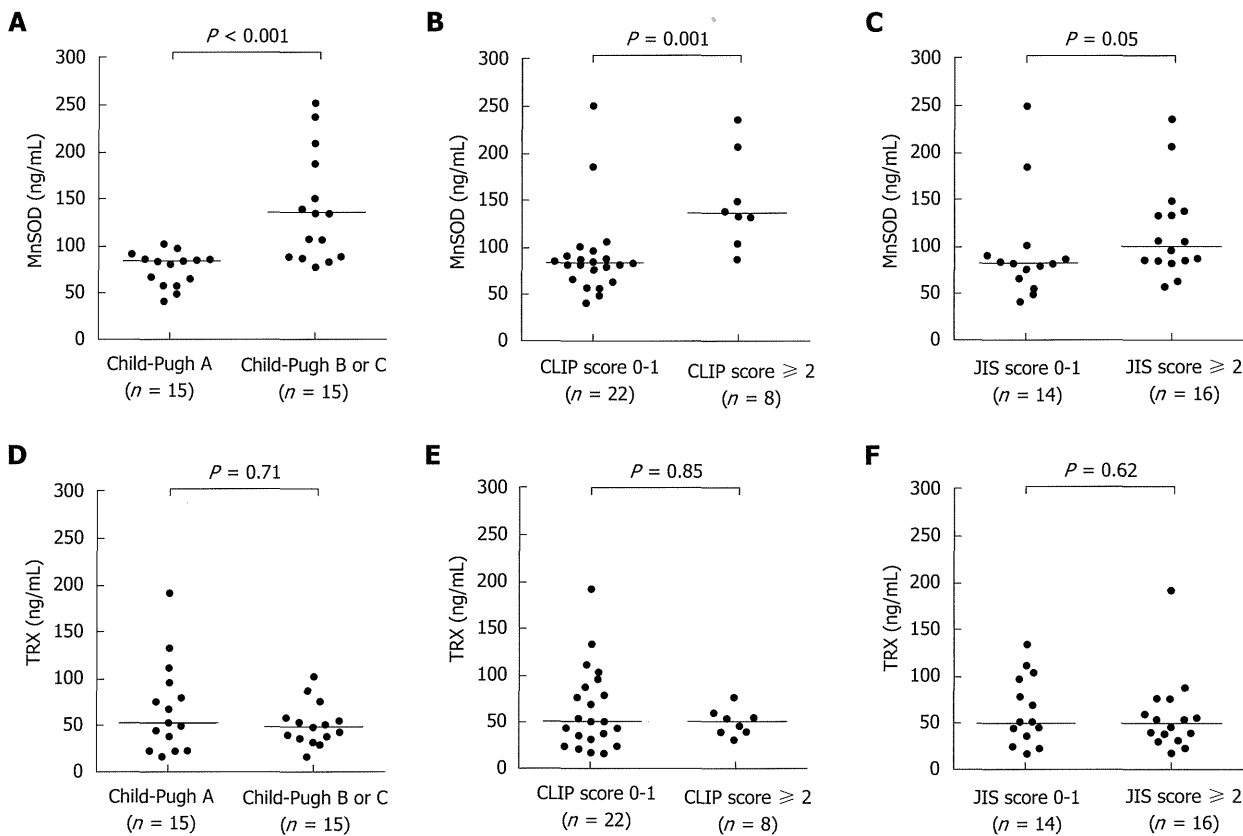 A
P < 0.001
300
250
200
150
100
50
0
MnSOD (ng/mL)
Child-Pugh A
(n = 15)
Child-Pugh B or C
(n = 15)
B
P = 0.001
300
250
200
150
100
50
0
MnSOD (ng/mL)
CLIP score 0-1
(n = 22)
CLIP score ⩾ 2
(n = 8)
C
P = 0.05
300
250
200
150
100
50
0
MnSOD (ng/mL)
JIS score 0-1
(n = 14)
JIS score ⩾ 2
(n = 16)
D
P = 0.71
300
250
200
150
100
50
0
TRX (ng/mL)
Child-Pugh A
(n = 15)
Child-Pugh B or C
(n = 15)
E
P = 0.85
300
250
200
150
100
50
0
TRX (ng/mL)
CLIP score 0-1
(n = 22)
CLIP score ⩾ 2
(n = 8)
F
P = 0.62
300
250
200
150
100
50
0
TRX (ng/mL)
JIS score 0-1
(n = 14)
JIS score ⩾ 2
(n = 16)